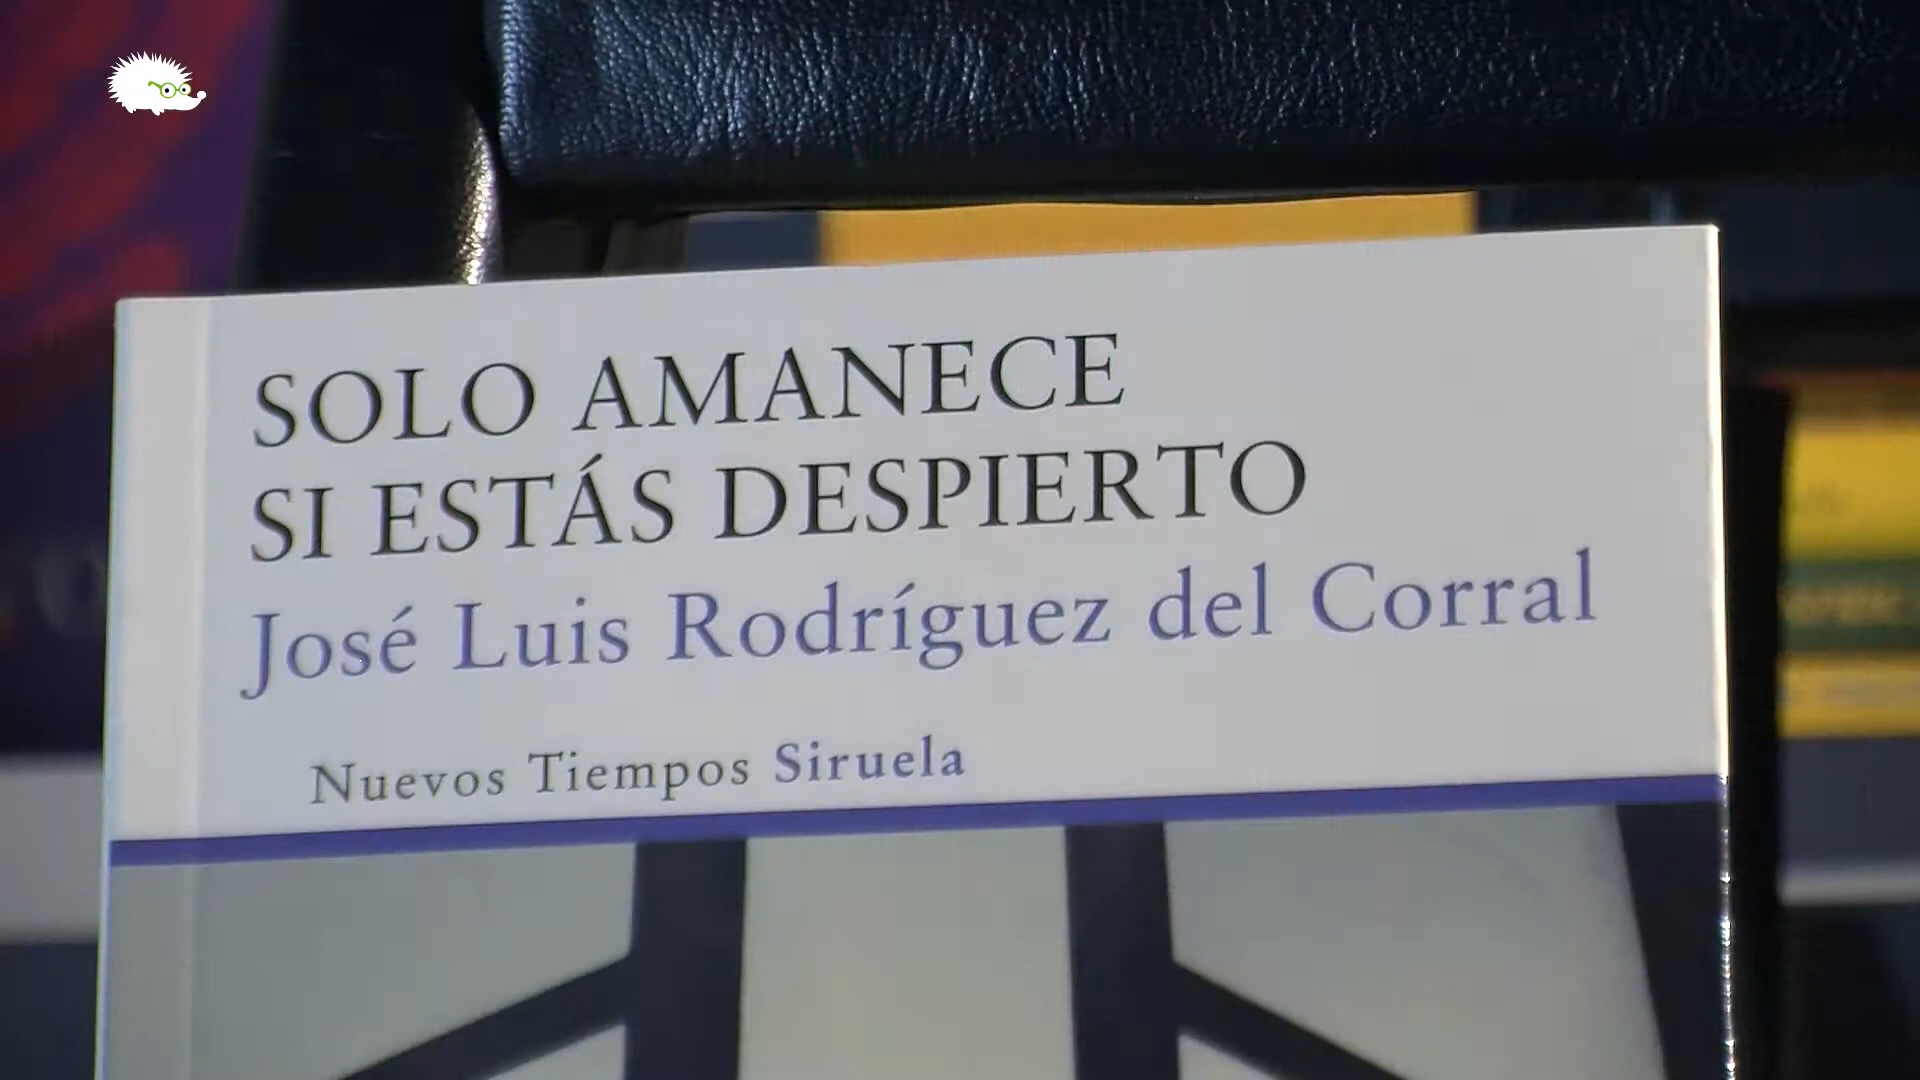 SOLO AMANECE
SI ESTÁS DESPIERTO
José Luis Rodríguez del Corral
Nuevos Tiempos Siruela